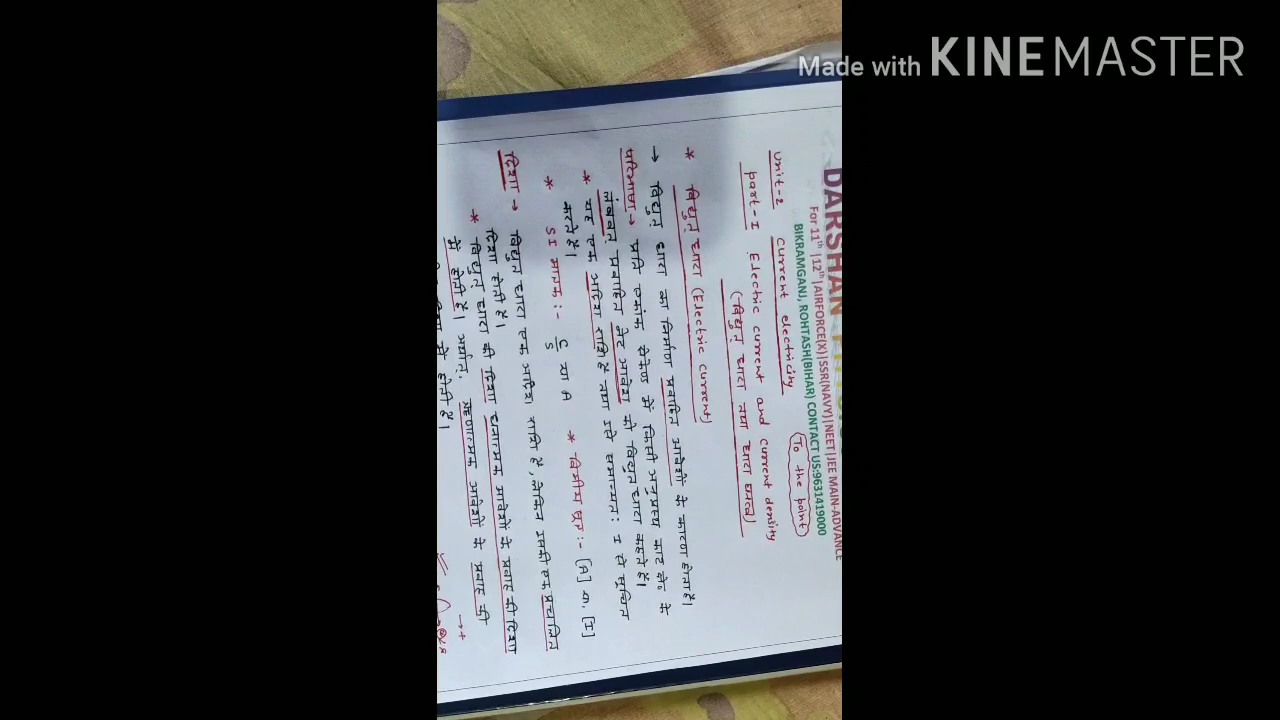 Made with KINEMASTER
DARSHAN
For 11th |12th |AIRFORCE(X)|SSR(NAVY)|NEET|JEE MAIN-ADVANCE
BIKRAMGANJ, ROHTASH(BIHAR) CONTACT US:9631419000
Unit-2 Current electricity (To the point)
part-I Electric current and current density
(विद्युत् धारा तथा धारा घनत्व)
* विद्युत् धारा (Electric current)
→ विद्युत् धारा का निर्माण प्रवाहित आवेशों के कारण होता है।
परिभाषा → प्रति एकांक क्षेत्रफल में किसी अनुप्रस्थ काट के
लंबवत् प्रवाहित नेट आवेश को विद्युत् धारा कहते हैं।
* यह एक अदिश राशि है तथा इसे सामान्यतः I से सूचित
करते हैं।
* SI मात्रक :- C/S या A * विमीय सूत्र :- [A] या, [I]
दिशा → विद्युत् धारा एक अदिश राशि है, लेकिन इसकी एक प्रचलित
दिशा होती है।
* विद्युत् धारा की दिशा धनात्मक आवेशों के प्रवाह की दिशा
में होती है। अर्थात्, ऋणात्मक आवेशों के प्रवाह की
दिशा में होती है।